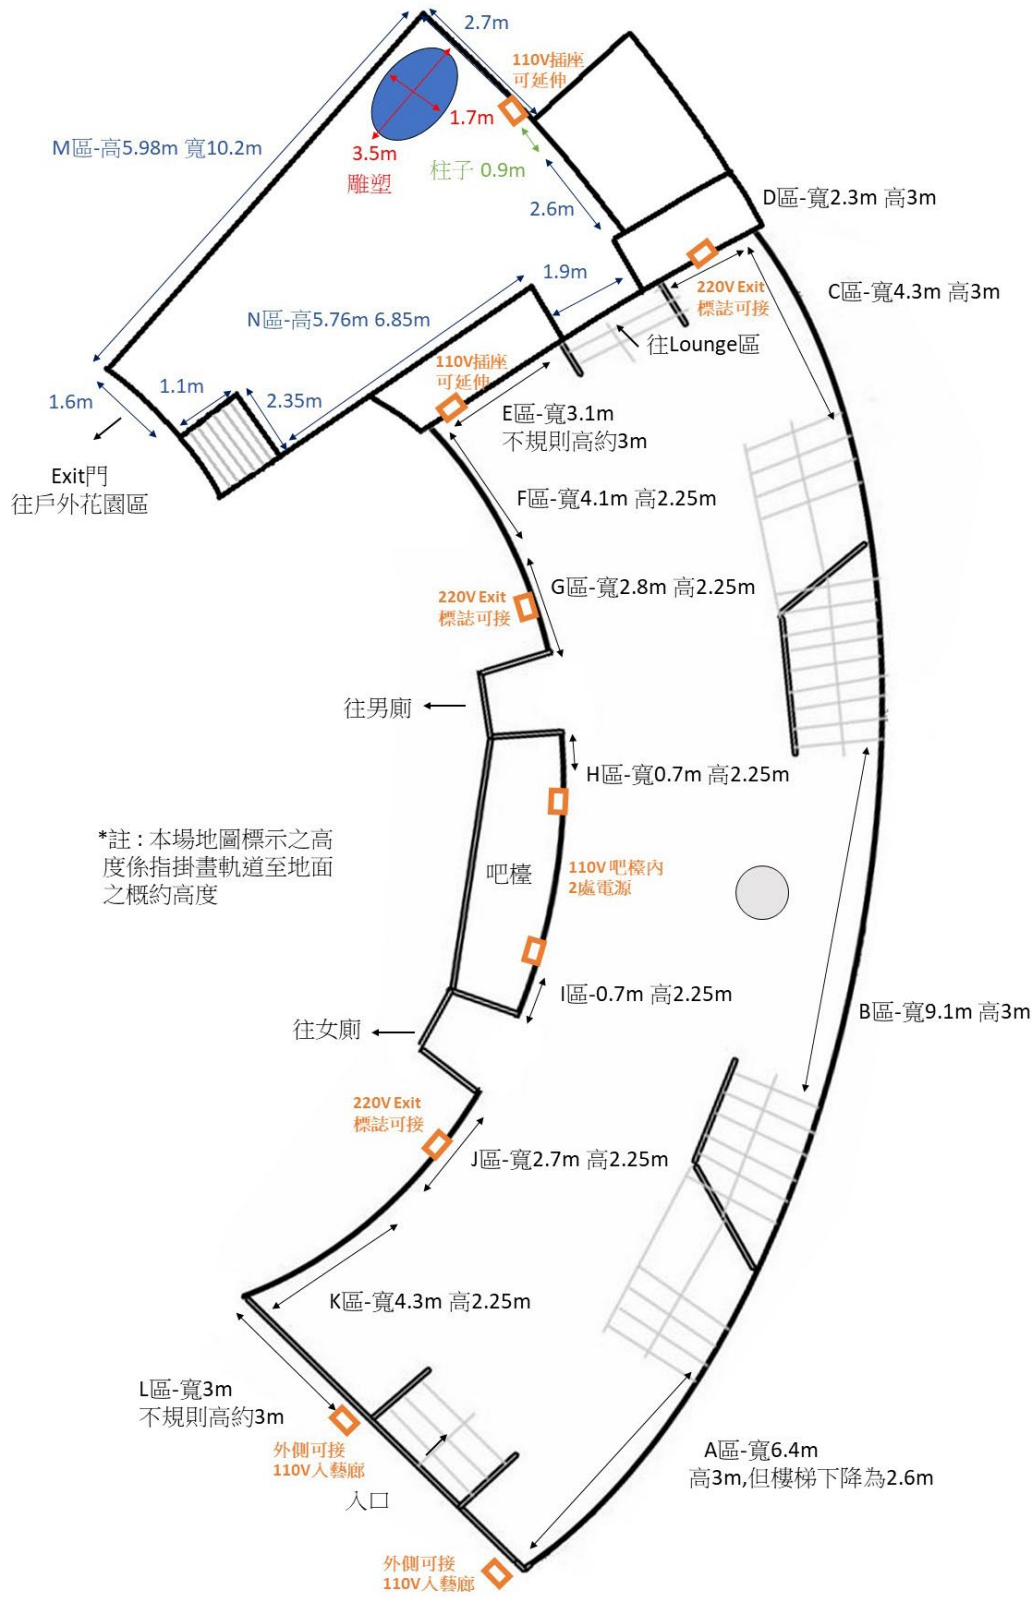 2.7m
110V插座
可延伸
1.7m
3.5m
雕塑
M區-高5.98m 寬10.2m
柱子 0.9m
2.6m
D區-寬2.3m 高3m
1.9m
220V Exit
標誌可接
C區-寬4.3m 高3m
N區-高5.76m 6.85m
往Lounge區
110V插座
可延伸
1.1m
2.35m
1.6m
E區-寬3.1m
不規則高約3m
Exit門
往戶外花園區
F區-寬4.1m 高2.25m
G區-寬2.8m 高2.25m
220V Exit
標誌可接
往男廁
H區-寬0.7m 高2.25m
*註：本場地圖標示之高
度係指掛畫軌道至地面
之概約高度
吧檯
110V 吧檯內
2處電源
I區-0.7m 高2.25m
B區-寬9.1m 高3m
往女廁
220V Exit
標誌可接
J區-寬2.7m 高2.25m
K區-寬4.3m 高2.25m
L區-寬3m
不規則高約3m
外側可接
110V入藝廊
入口
A區-寬6.4m
高3m,但樓梯下降為2.6m
外側可接
110V入藝廊